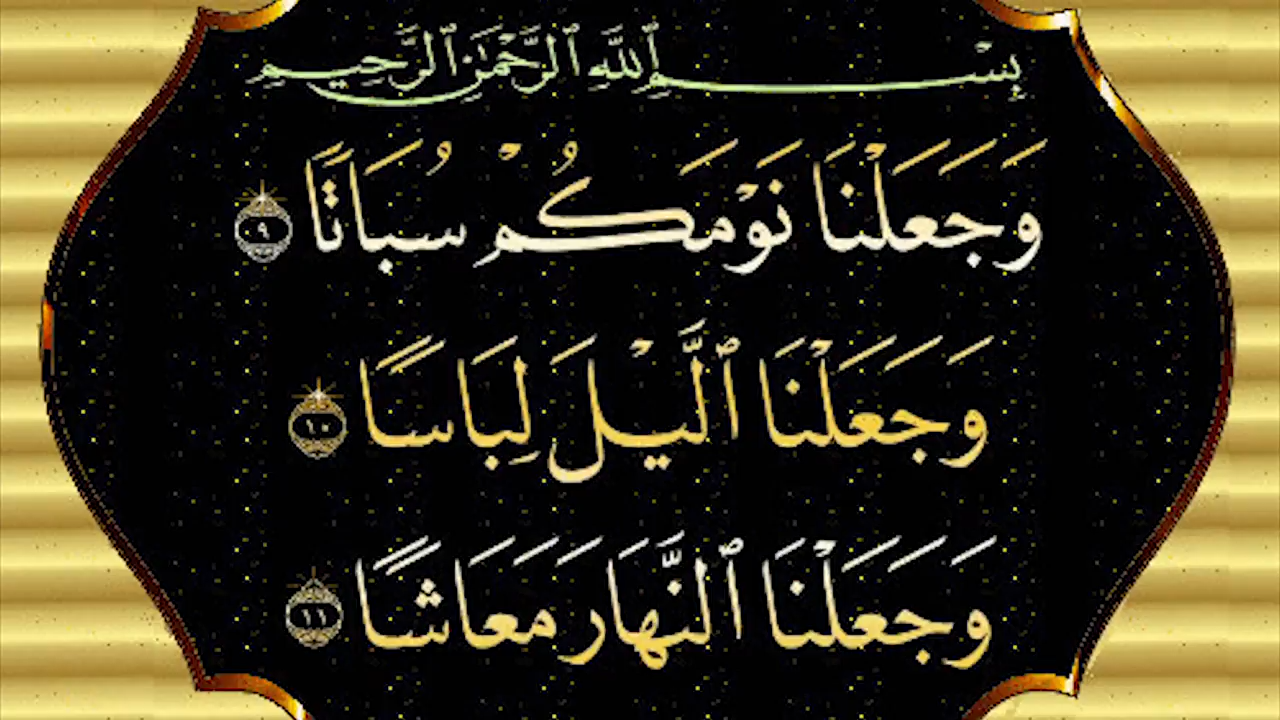 بِسْمِ ٱللَّهِ ٱلرَّحْمَٰنِ ٱلرَّحِيمِ
وَجَعَلْنَا نَوْمَكُمْ سُبَاتًا ٩
وَجَعَلْنَا ٱلَّيْلَ لِبَاسًا ١٠
وَجَعَلْنَا ٱلنَّهَارَ مَعَاشًا ١١